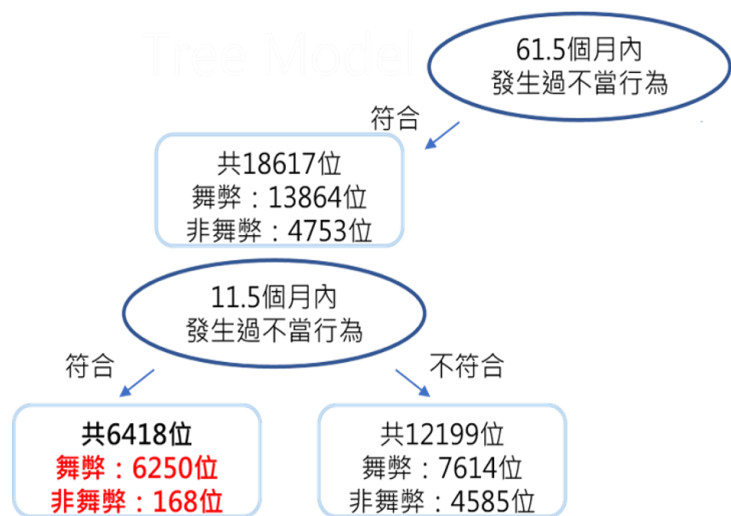 Tree Model
61.5個月內
發生過不當行為
符合
共18617位
舞弊：13864位
非舞弊：4753位
11.5個月內
發生過不當行為
符合
不符合
共6418位
舞弊：6250位
非舞弊：168位
共12199位
舞弊：7614位
非舞弊：4585位